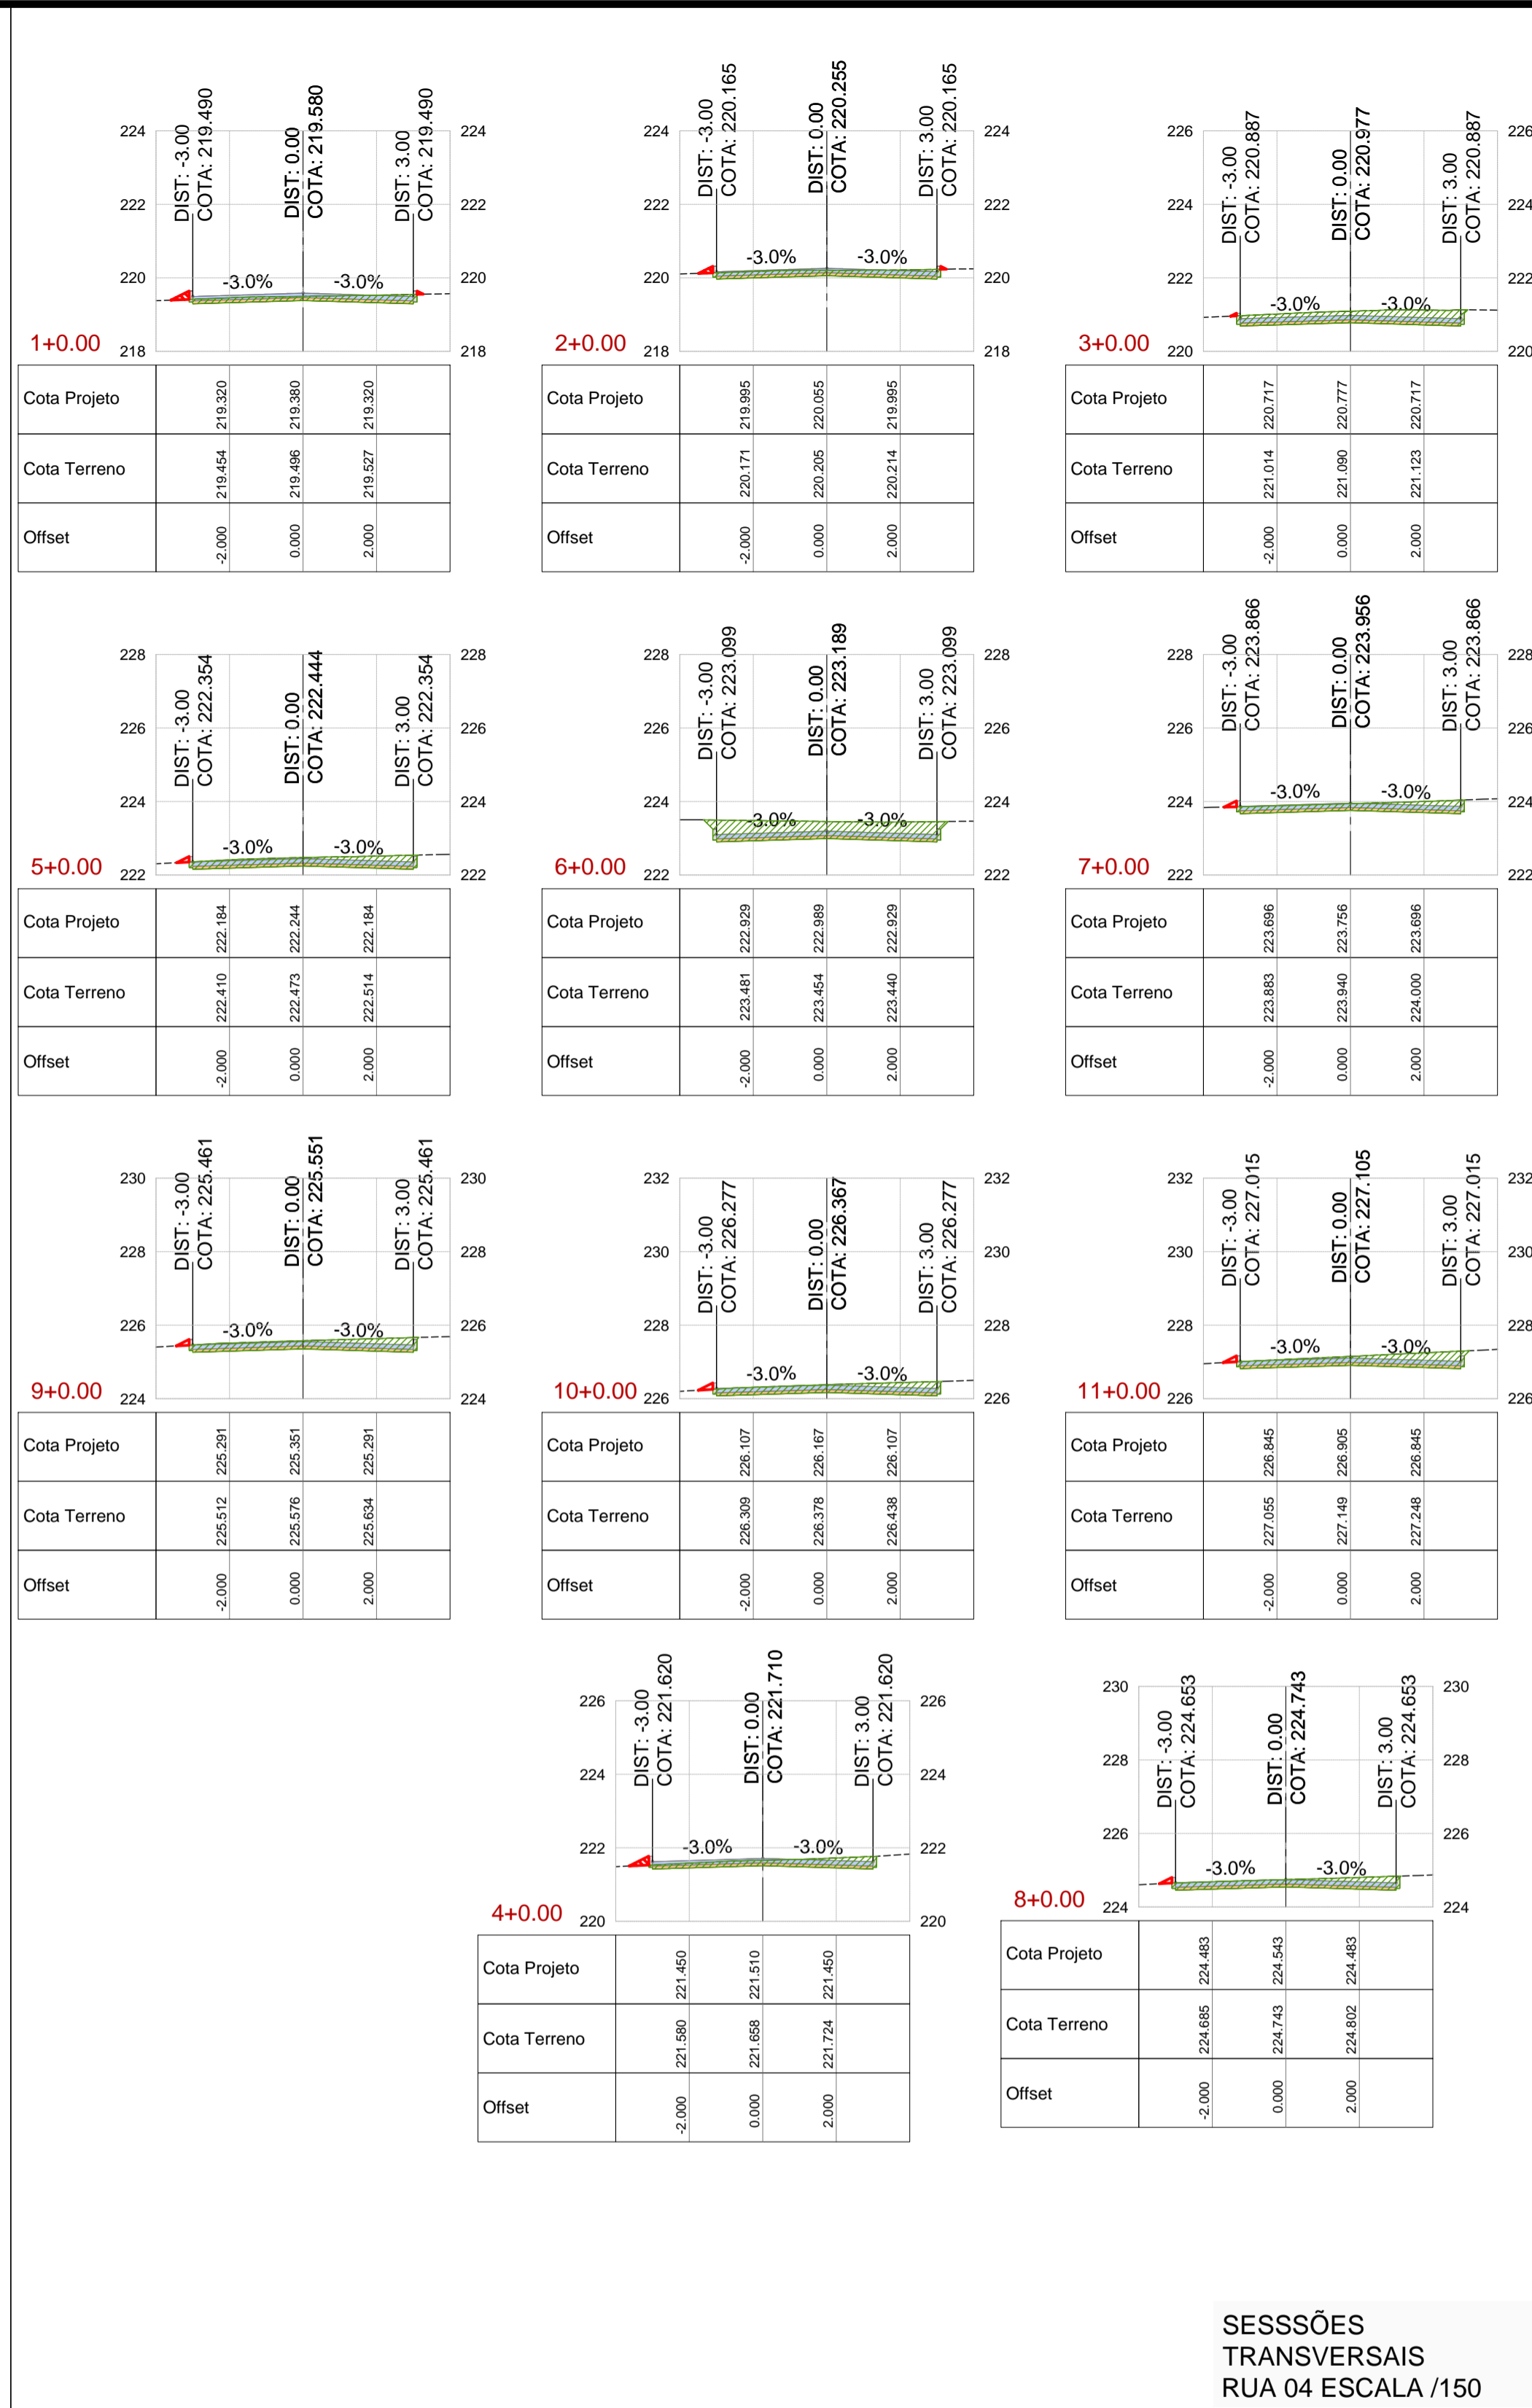 DIST: -3.00
COTA: 219.490
DIST: 0.00
COTA: 219.580
DIST: 3.00
COTA: 219.490
224 224
222 222
220 220
218 218
-3.0% -3.0%
1+0.00
Cota Projeto 219.320 219.380 219.320
Cota Terreno 219.454 219.496 219.527
Offset -2.000 0.000 2.000
DIST: -3.00
COTA: 220.165
DIST: 0.00
COTA: 220.255
DIST: 3.00
COTA: 220.165
224 224
222 222
220 220
218 218
-3.0% -3.0%
2+0.00
Cota Projeto 219.995 220.055 219.995
Cota Terreno 220.171 220.205 220.214
Offset -2.000 0.000 2.000
DIST: -3.00
COTA: 220.887
DIST: 0.00
COTA: 220.977
DIST: 3.00
COTA: 220.887
226 226
224 224
222 222
220 220
-3.0% -3.0%
3+0.00
Cota Projeto 220.717 220.777 220.717
Cota Terreno 221.014 221.090 221.123
Offset -2.000 0.000 2.000
DIST: -3.00
COTA: 222.354
DIST: 0.00
COTA: 222.444
DIST: 3.00
COTA: 222.354
228 228
226 226
224 224
222 222
-3.0% -3.0%
5+0.00
Cota Projeto 222.184 222.244 222.184
Cota Terreno 222.410 222.473 222.514
Offset -2.000 0.000 2.000
DIST: -3.00
COTA: 223.099
DIST: 0.00
COTA: 223.189
DIST: 3.00
COTA: 223.099
228 228
226 226
224 224
222 222
-3.0% -3.0%
6+0.00
Cota Projeto 222.929 222.989 222.929
Cota Terreno 223.481 223.454 223.440
Offset -2.000 0.000 2.000
DIST: -3.00
COTA: 223.866
DIST: 0.00
COTA: 223.956
DIST: 3.00
COTA: 223.866
228 228
226 226
224 224
222 222
-3.0% -3.0%
7+0.00
Cota Projeto 223.696 223.756 223.696
Cota Terreno 223.883 223.940 224.000
Offset -2.000 0.000 2.000
DIST: -3.00
COTA: 225.461
DIST: 0.00
COTA: 225.551
DIST: 3.00
COTA: 225.461
230 230
228 228
226 226
224 224
-3.0% -3.0%
9+0.00
Cota Projeto 225.291 225.351 225.291
Cota Terreno 225.512 225.576 225.634
Offset -2.000 0.000 2.000
DIST: -3.00
COTA: 226.277
DIST: 0.00
COTA: 226.367
DIST: 3.00
COTA: 226.277
232 232
230 230
228 228
226 226
-3.0% -3.0%
10+0.00
Cota Projeto 226.107 226.167 226.107
Cota Terreno 226.309 226.378 226.438
Offset -2.000 0.000 2.000
DIST: -3.00
COTA: 227.015
DIST: 0.00
COTA: 227.105
DIST: 3.00
COTA: 227.015
232 232
230 230
228 228
226 226
-3.0% -3.0%
11+0.00
Cota Projeto 226.845 226.905 226.845
Cota Terreno 227.055 227.149 227.248
Offset -2.000 0.000 2.000
DIST: -3.00
COTA: 221.620
DIST: 0.00
COTA: 221.710
DIST: 3.00
COTA: 221.620
226 226
224 224
222 222
220 220
-3.0% -3.0%
4+0.00
Cota Projeto 221.450 221.510 221.450
Cota Terreno 221.580 221.658 221.724
Offset -2.000 0.000 2.000
DIST: -3.00
COTA: 224.653
DIST: 0.00
COTA: 224.743
DIST: 3.00
COTA: 224.653
230 230
228 228
226 226
224 224
-3.0% -3.0%
8+0.00
Cota Projeto 224.483 224.543 224.483
Cota Terreno 224.685 224.743 224.802
Offset -2.000 0.000 2.000
SESSSÕES
TRANSVERSAIS
RUA 04 ESCALA /150